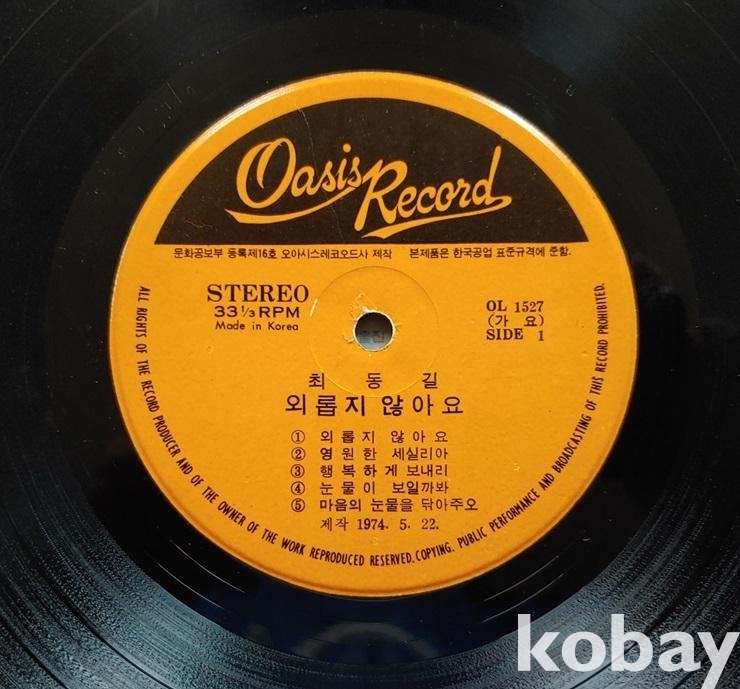 Oasis Record
문화공보부 등록제16호 오아시스레코오드사 제작 본제품은 한국공업 표준규격에 준함.
STEREO
33 1/3 RPM
Made in Korea
OL 1527
(가 요)
SIDE 1
최 동 길
외롭지 않아요
① 외롭지 않아요
② 영원한 세실리아
③ 행복하게 보내리
④ 눈물이 보일까봐
⑤ 마음의 눈물을 닦아주오
제작 1974. 5. 22.
ALL RIGHTS OF THE RECORD PRODUCER AND OF THE OWNER OF THE WORK REPRODUCED RESERVED. COPYING. PUBLIC PERFORMANCE AND BROADCASTING OF THIS RECORD PROHIBITED.
kobay